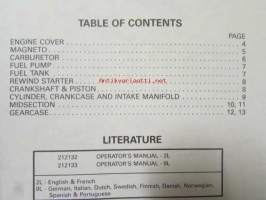 TABLE OF CONTENTS
PAGE
ENGINE COVER 4
MAGNETO 5
CARBURETOR 6
FUEL PUMP 7
FUEL TANK 7
REWIND STARTER 8
CRANKSHAFT & PISTON 8
CYLINDER, CRANKCASE AND INTAKE MANIFOLD 9
MIDSECTION 10, 11
GEARCASE 12, 13
LITERATURE
212132 OPERATOR'S MANUAL - 2L
212133 OPERATOR'S MANUAL - 9L
2L - English & French
9L - German, Italian, Dutch, Swedish, Finnish, Danish, Norwegian,
Spanish & Portuguese